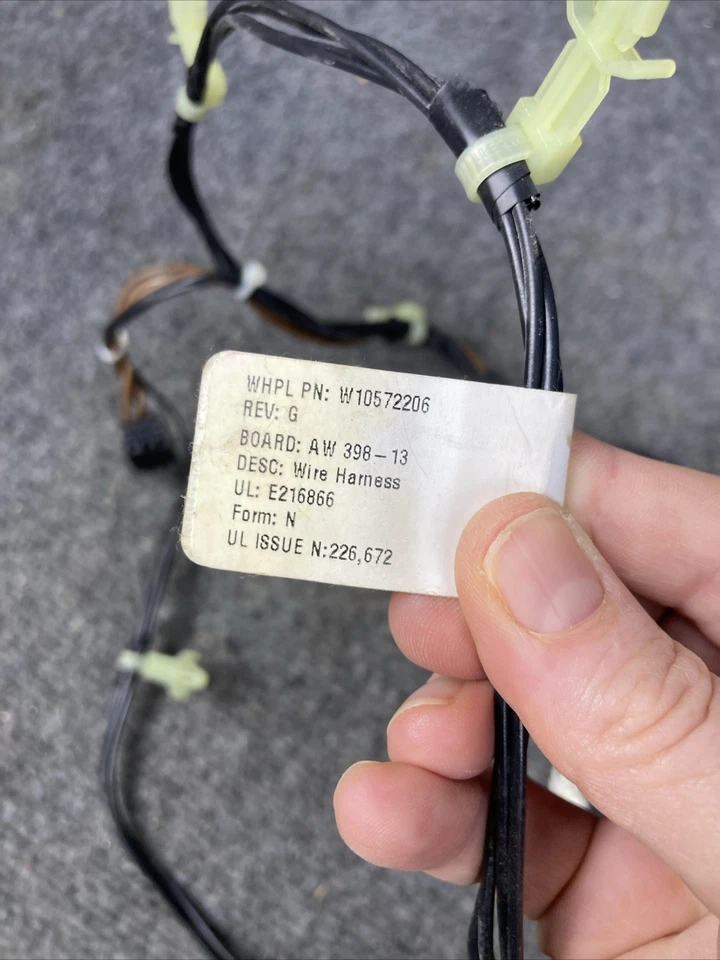 WHPL PN: W10572206
REV: G
BOARD: AW 398-13
DESC: Wire Harness
UL: E216866
Form: N
UL ISSUE N:226,672